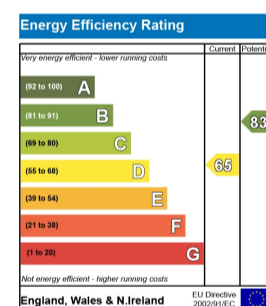 Energy Efficiency Rating
Current Potenti
Very energy efficient - lower running costs
(92 to 100) A
(81 to 91) B
83
(69 to 80) C
(55 to 68) D
65
(39 to 54) E
(21 to 38) F
(1 to 20) G
Not energy efficient - higher running costs
England, Wales & N.Ireland
EU Directive
2002/91/EC